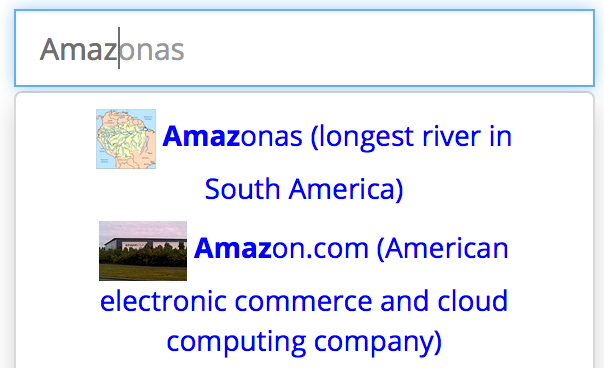 Amazonas
Amazonas (longest river in
South America)
Amazon.com (American
electronic commerce and cloud
computing company)